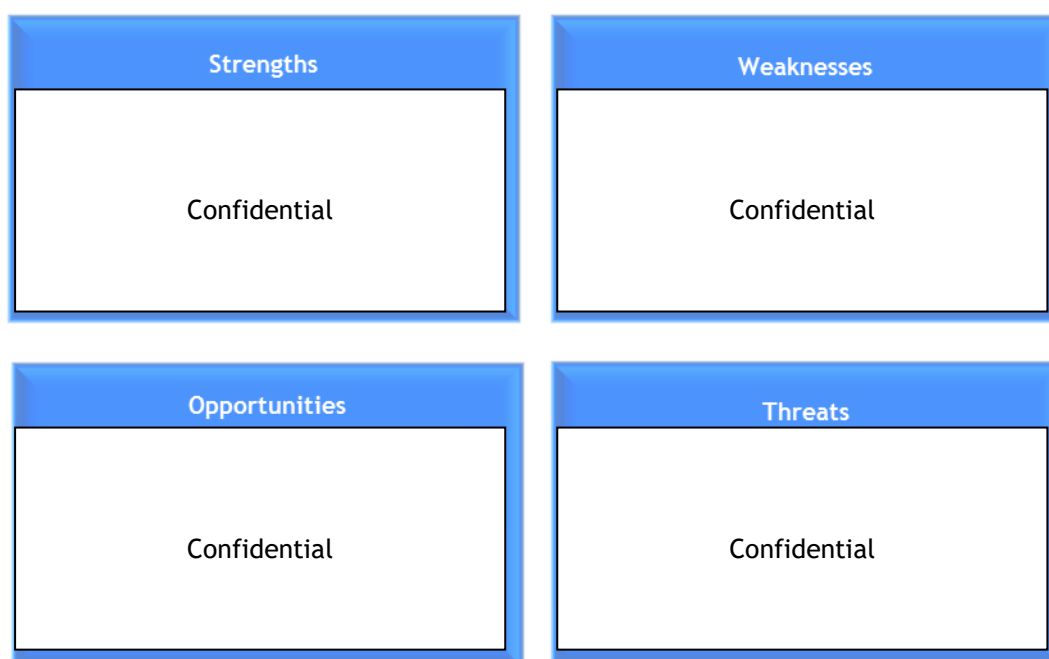 Strengths
Confidential
Weaknesses
Confidential
Opportunities
Confidential
Threats
Confidential